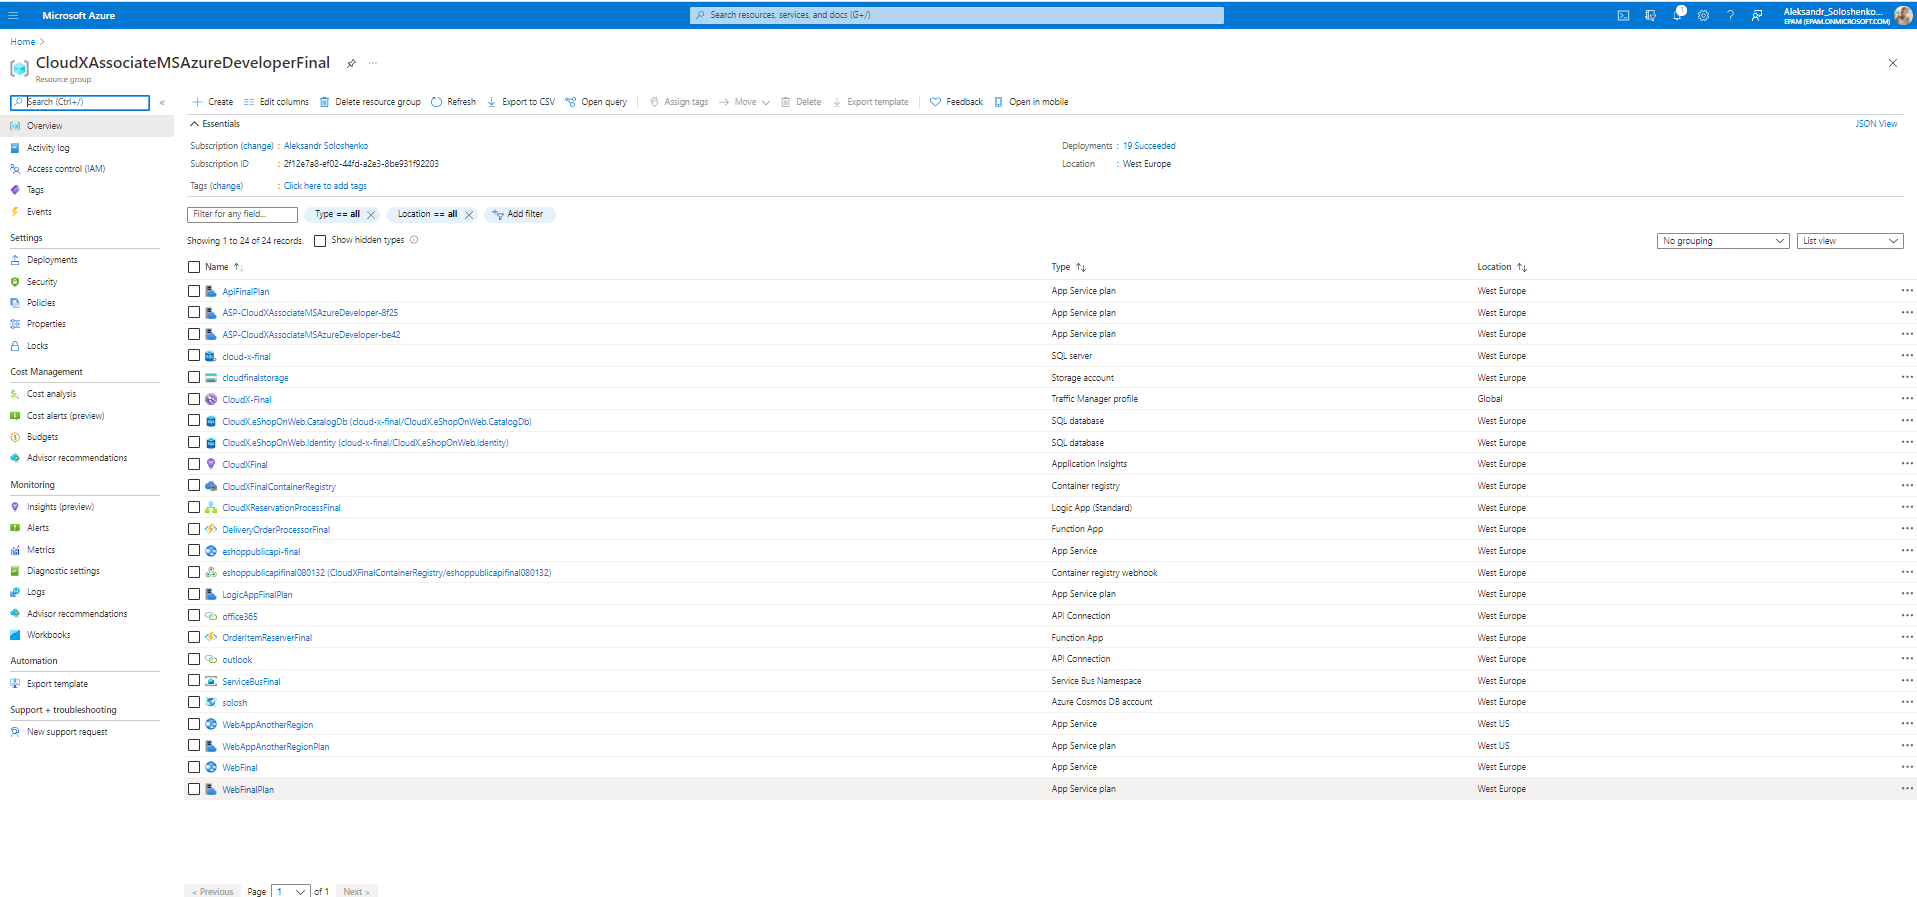 Microsoft Azure
Search resources, services, and docs (G+/)
1
Aleksandr_Soloshenko...
EPAM (EPAM.ONMICROSOFT.COM)
Home >
CloudXAssociateMSAzureDeveloperFinal ...
Resource group
Search (Ctrl+/) «
Create Edit columns Delete resource group Refresh Export to CSV Open query Assign tags Move Delete Export template Feedback Open in mobile
Overview
Activity log
Access control (IAM)
Tags
Events
Settings
Deployments
Security
Policies
Properties
Locks
Cost Management
Cost analysis
Cost alerts (preview)
Budgets
Advisor recommendations
Monitoring
Insights (preview)
Alerts
Metrics
Diagnostic settings
Logs
Advisor recommendations
Workbooks
Automation
Export template
Support + troubleshooting
New support request
Essentials
JSON View
Subscription (change) : Aleksandr Soloshenko
Deployments : 19 Succeeded
Subscription ID : 2f12e7a8-ef02-44fd-a2e3-8be931f92203
Location : West Europe
Tags (change) : Click here to add tags
Filter for any field... Type == all Location == all Add filter
Showing 1 to 24 of 24 records. Show hidden types
No grouping List view
Name Type Location
ApiFinalPlan App Service plan West Europe ...
ASP-CloudXAssociateMSAzureDeveloper-8f25 App Service plan West Europe ...
ASP-CloudXAssociateMSAzureDeveloper-be42 App Service plan West Europe ...
cloud-x-final SQL server West Europe ...
cloudfinalstorage Storage account West Europe ...
CloudX-Final Traffic Manager profile Global ...
CloudX.eShopOnWeb.CatalogDb (cloud-x-final/CloudX.eShopOnWeb.CatalogDb) SQL database West Europe ...
CloudX.eShopOnWeb.Identity (cloud-x-final/CloudX.eShopOnWeb.Identity) SQL database West Europe ...
CloudXFinal Application Insights West Europe ...
CloudXFinalContainerRegistry Container registry West Europe ...
CloudXReservationProcessFinal Logic App (Standard) West Europe ...
DeliveryOrderProcessorFinal Function App West Europe ...
eshoppublicapi-final App Service West Europe ...
eshoppublicapifinal080132 (CloudXFinalContainerRegistry/eshoppublicapifinal080132) Container registry webhook West Europe ...
LogicAppFinalPlan App Service plan West Europe ...
office365 API Connection West Europe ...
OrderItemReserverFinal Function App West Europe ...
outlook API Connection West Europe ...
ServiceBusFinal Service Bus Namespace West Europe ...
solosh Azure Cosmos DB account West Europe ...
WebAppAnotherRegion App Service West US ...
WebAppAnotherRegionPlan App Service plan West US ...
WebFinal App Service West Europe ...
WebFinalPlan App Service plan West Europe ...
< Previous Page 1 of 1 Next >